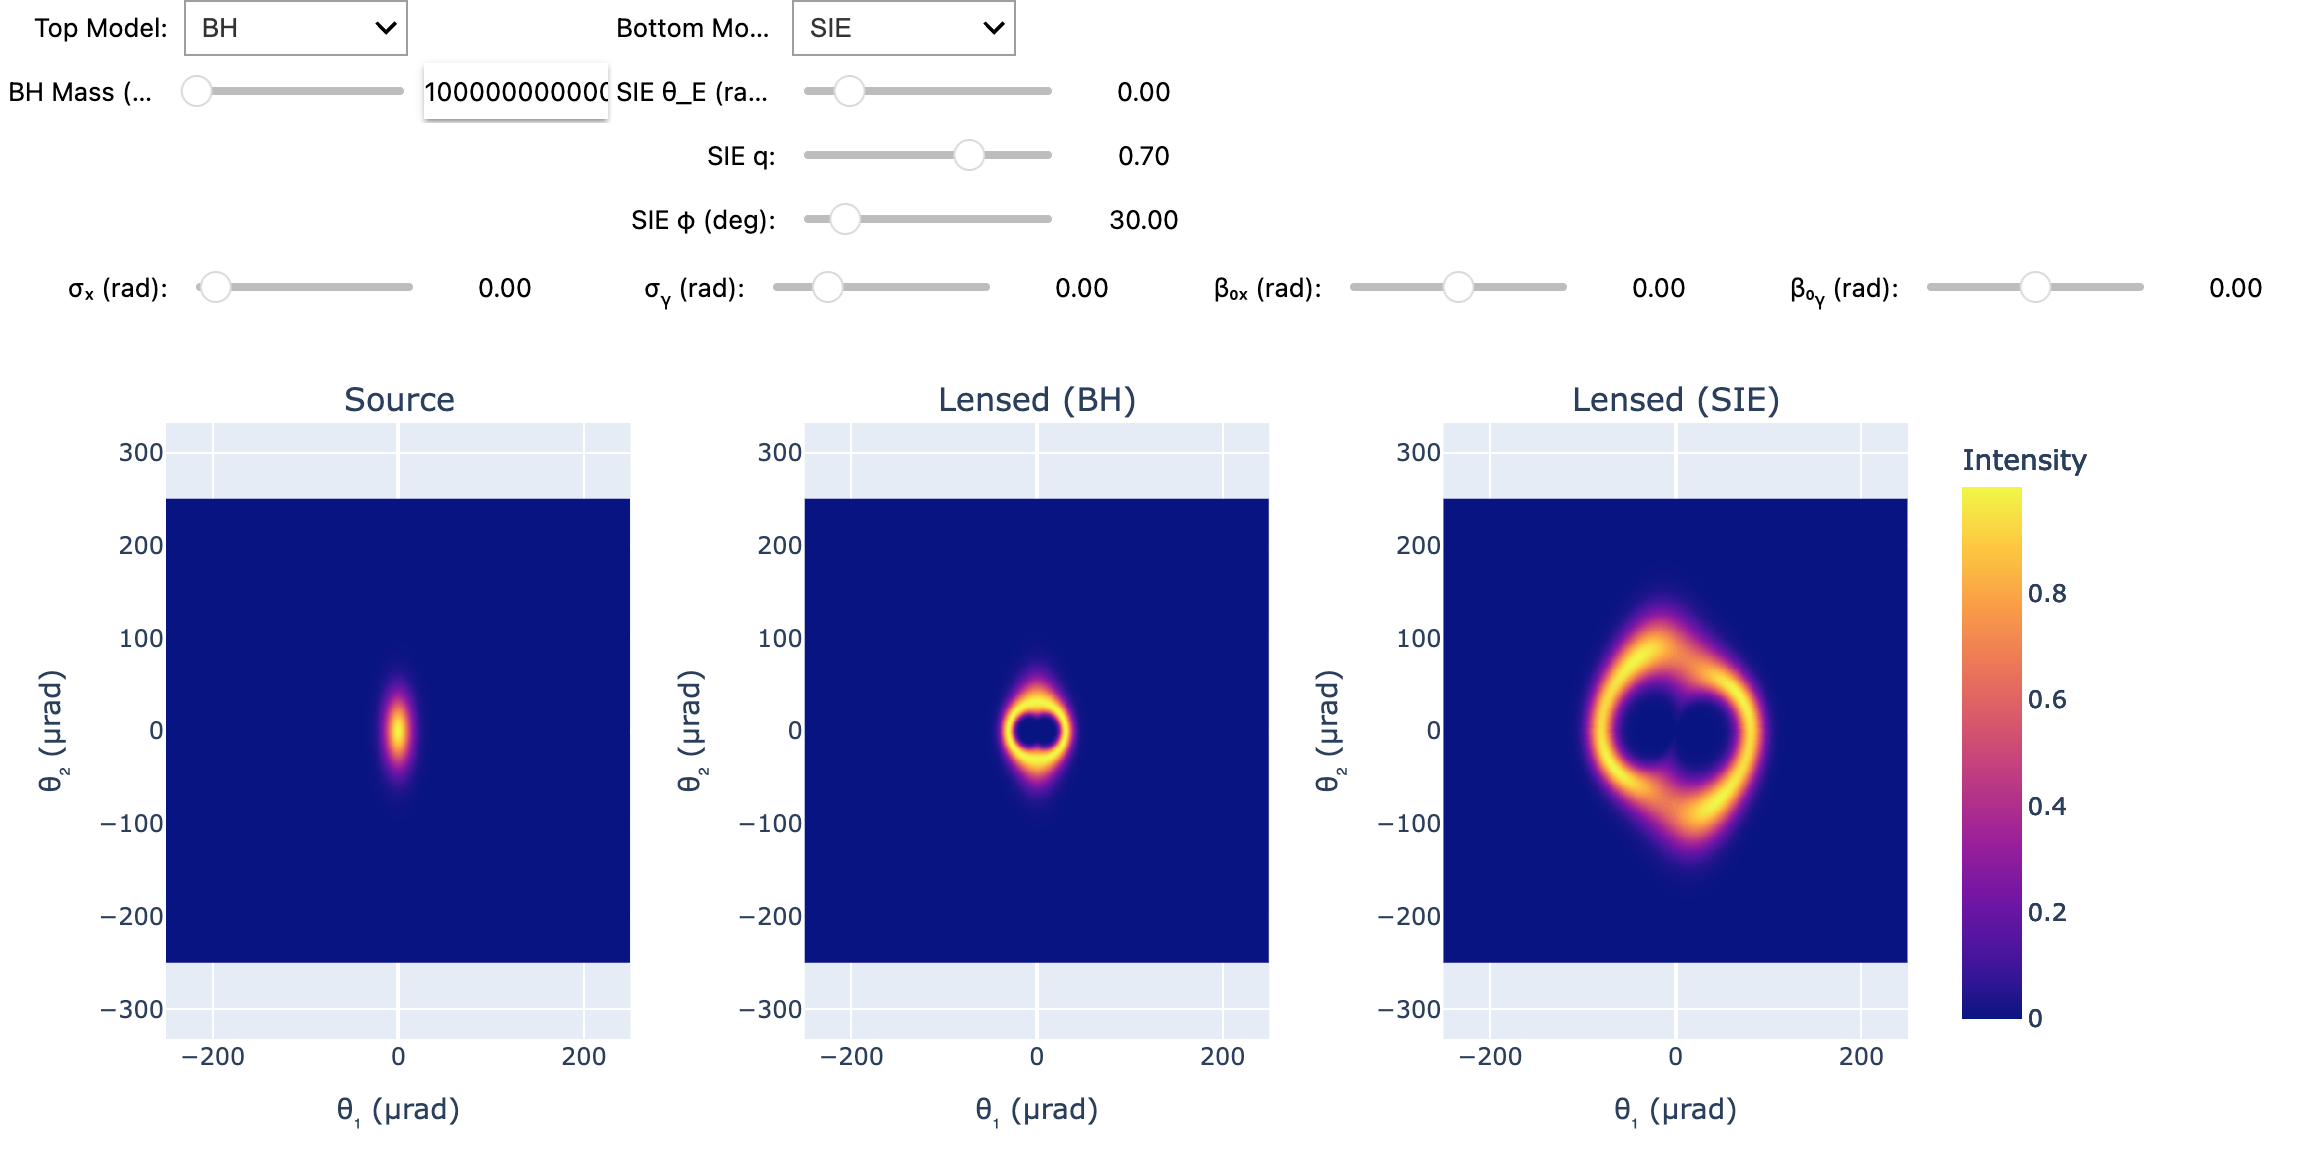 Top Model: BH Bottom Mo... SIE
BH Mass (... 100000000000 SIE θ_E (ra... 0.00
SIE q: 0.70
SIE ϕ (deg): 30.00
σₓ (rad): 0.00 σᵧ (rad): 0.00 β₀ₓ (rad): 0.00 β₀ᵧ (rad): 0.00
Source Lensed (BH) Lensed (SIE)
Intensity
300 300 300
200 200 200
100 100 100
0 0 0
−100 −100 −100
−200 −200 −200
−300 −300 −300
θ₂ (μrad) θ₂ (μrad) θ₂ (μrad)
0.8
0.6
0.4
0.2
0
−200 0 200 −200 0 200 −200 0 200
θ₁ (μrad) θ₁ (μrad) θ₁ (μrad)